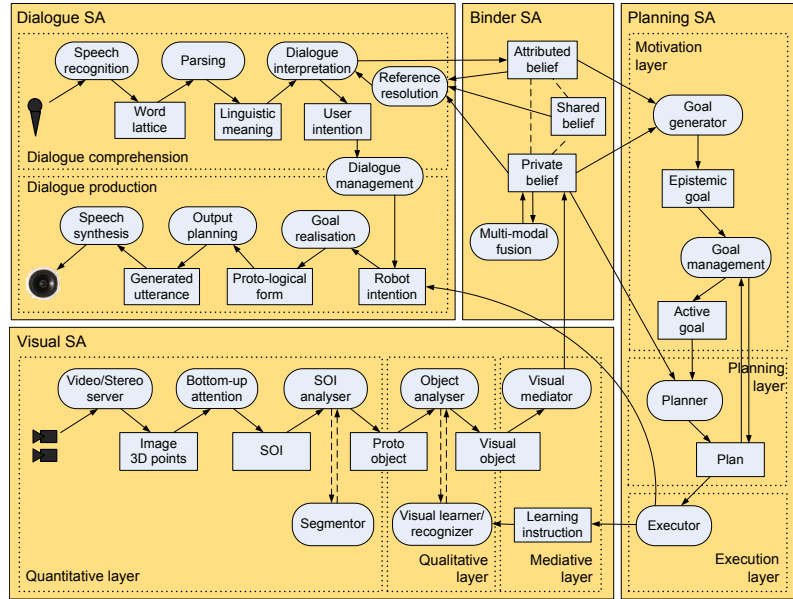 Dialogue SA
Speech
recognition
Parsing
Dialogue
interpretation
Reference
resolution
Word
lattice
Linguistic
meaning
User
intention
Dialogue comprehension
Dialogue
management
Dialogue production
Speech
synthesis
Output
planning
Goal
realisation
Generated
utterance
Proto-logical
form
Robot
intention
Binder SA
Attributed
belief
Shared
belief
Private
belief
Multi-modal
fusion
Planning SA
Motivation
layer
Goal
generator
Epistemic
goal
Goal
management
Active
goal
Planning
layer
Planner
Plan
Executor
Execution
layer
Visual SA
Video/Stereo
server
Bottom-up
attention
SOI
analyser
Object
analyser
Visual
mediator
Image
3D points
SOI
Proto
object
Visual
object
Segmentor
Visual learner/
recognizer
Learning
instruction
Quantitative layer
Qualitative
layer
Mediative
layer